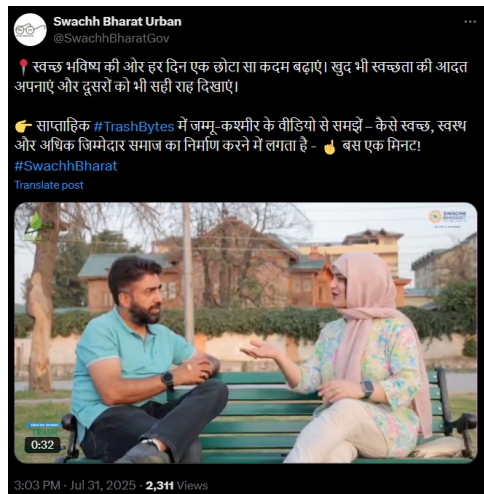 Swachh Bharat Urban
@SwachhBharatGov
📍स्वच्छ भविष्य की ओर हर दिन एक छोटा सा कदम बढ़ाएं। खुद भी स्वच्छता की आदत
अपनाएं और दूसरों को भी सही राह दिखाएं।
👉 साप्ताहिक #TrashBytes में जम्मू-कश्मीर के वीडियो से समझें – कैसे स्वच्छ, स्वस्थ
और अधिक जिम्मेदार समाज का निर्माण करने में लगता है - ☝️ बस एक मिनट!
#SwachhBharat
Translate post
SWACHH
BHARAT
0:32
3:03 PM · Jul 31, 2025 · 2,311 Views